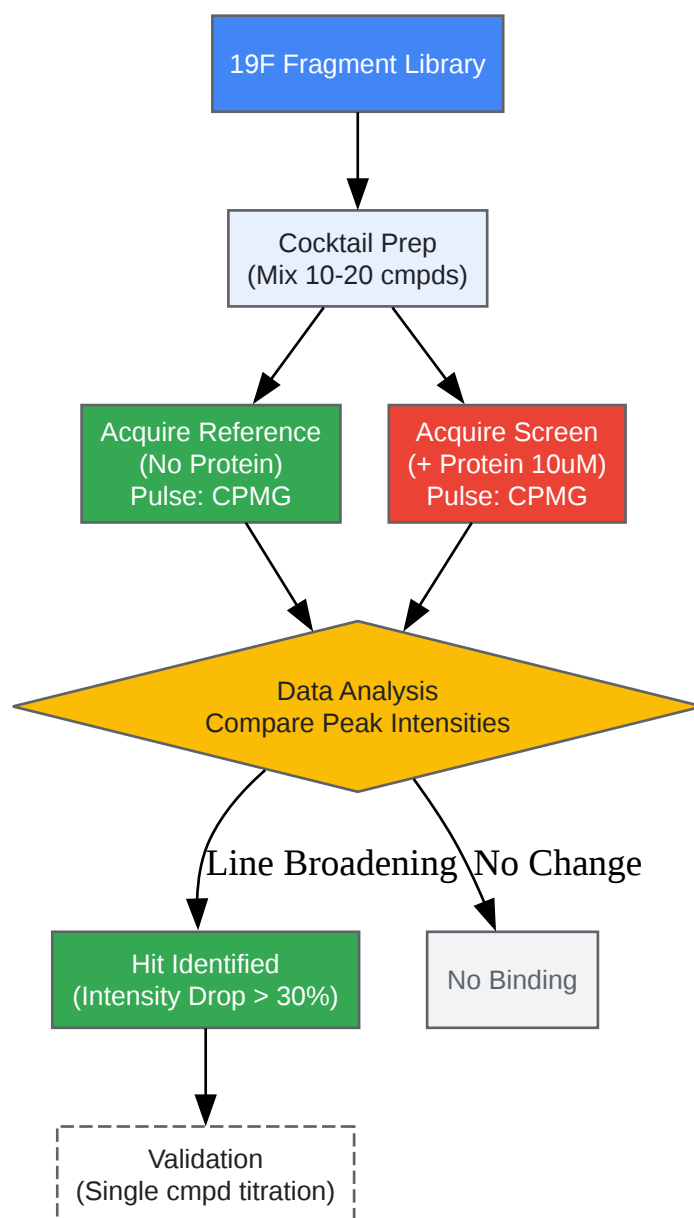 19F Fragment Library
Cocktail Prep
(Mix 10-20 cmpds)
Acquire Reference
(No Protein)
Pulse: CPMG
Acquire Screen
(+ Protein 10uM)
Pulse: CPMG
Data Analysis
Compare Peak Intensities
Line Broadening
No Change
Hit Identified
(Intensity Drop > 30%)
No Binding
Validation
(Single cmpd titration)